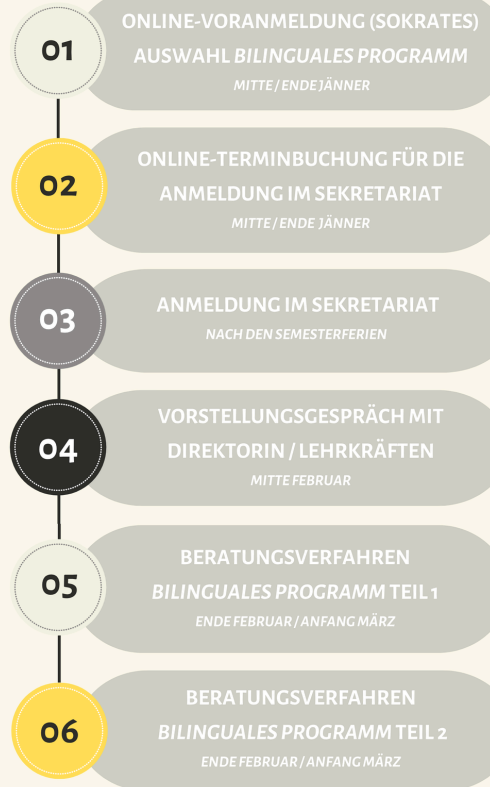 01
ONLINE-VORANMELDUNG (SOKRATES)
AUSWAHL BILINGUALES PROGRAMM
MITTE / ENDE JÄNNER
02
ONLINE-TERMINBUCHUNG FÜR DIE
ANMELDUNG IM SEKRETARIAT
MITTE / ENDE JÄNNER
03
ANMELDUNG IM SEKRETARIAT
NACH DEN SEMESTERFERIEN
04
VORSTELLUNGSGESPRÄCH MIT
DIREKTORIN / LEHRKRÄFTEN
MITTE FEBRUAR
05
BERATUNGSVERFAHREN
BILINGUALES PROGRAMM TEIL 1
ENDE FEBRUAR / ANFANG MÄRZ
06
BERATUNGSVERFAHREN
BILINGUALES PROGRAMM TEIL 2
ENDE FEBRUAR / ANFANG MÄRZ